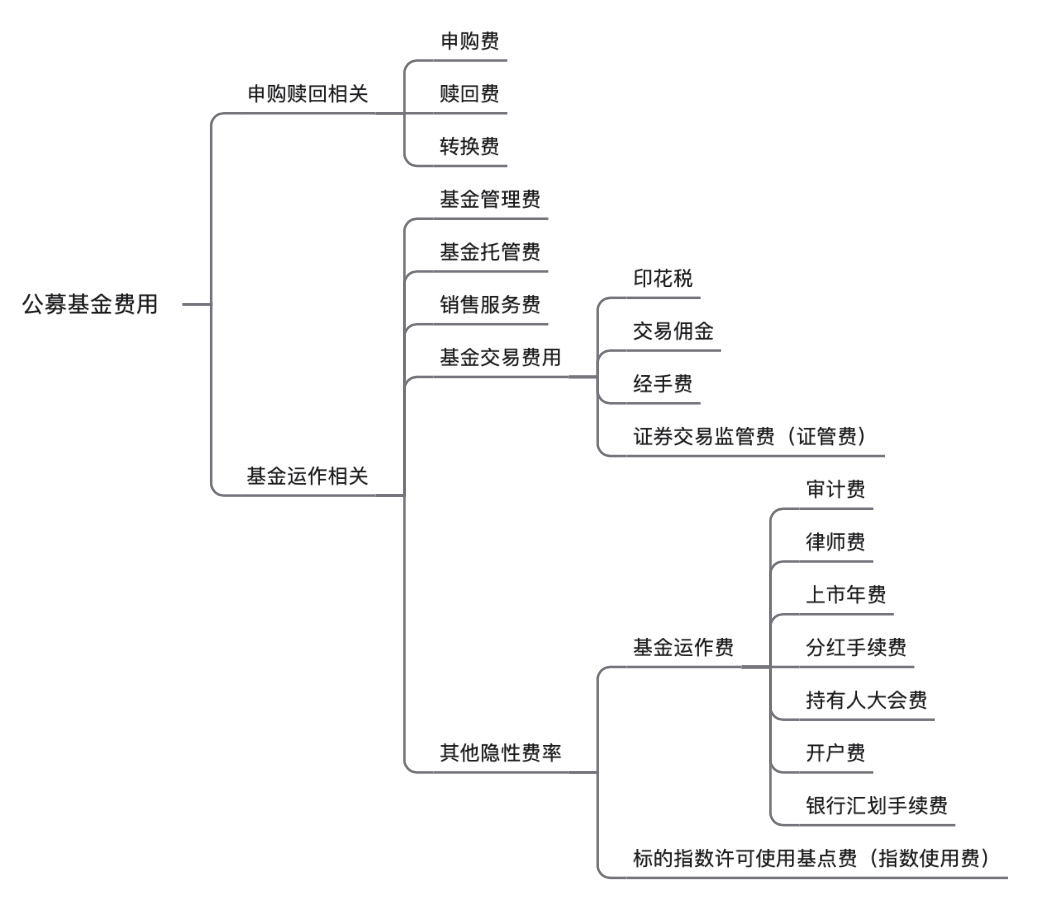 公募基金费用
申购赎回相关
申购费
赎回费
转换费
基金运作相关
基金管理费
基金托管费
销售服务费
基金交易费用
印花税
交易佣金
经手费
证券交易监管费（证管费）
其他隐性费率
基金运作费
审计费
律师费
上市年费
分红手续费
持有人大会费
开户费
银行汇划手续费
标的指数许可使用基点费（指数使用费）